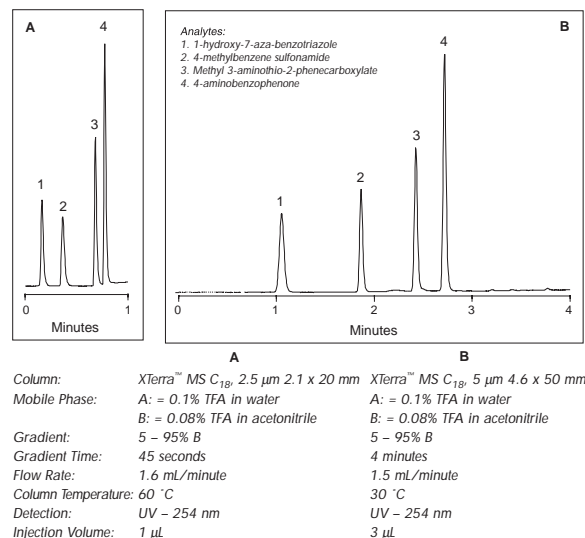 A
1
2
3
4
0
1
Minutes
B
Analytes:
1. 1-hydroxy-7-aza-benzotriazole
2. 4-methylbenzene sulfonamide
3. Methyl 3-aminothio-2-phenecarboxylate
4. 4-aminobenzophenone
1
2
3
4
0
1
2
3
4
Minutes
A B
Column: XTerra™ MS C18, 2.5 µm 2.1 x 20 mm XTerra™ MS C18, 5 µm 4.6 x 50 mm
Mobile Phase: A: = 0.1% TFA in water A: = 0.1% TFA in water
B: = 0.08% TFA in acetonitrile B: = 0.08% TFA in acetonitrile
Gradient: 5 – 95% B 5 – 95% B
Gradient Time: 45 seconds 4 minutes
Flow Rate: 1.6 mL/minute 1.5 mL/minute
Column Temperature: 60 ˚C 30 ˚C
Detection: UV – 254 nm UV – 254 nm
Injection Volume: 1 µL 3 µL